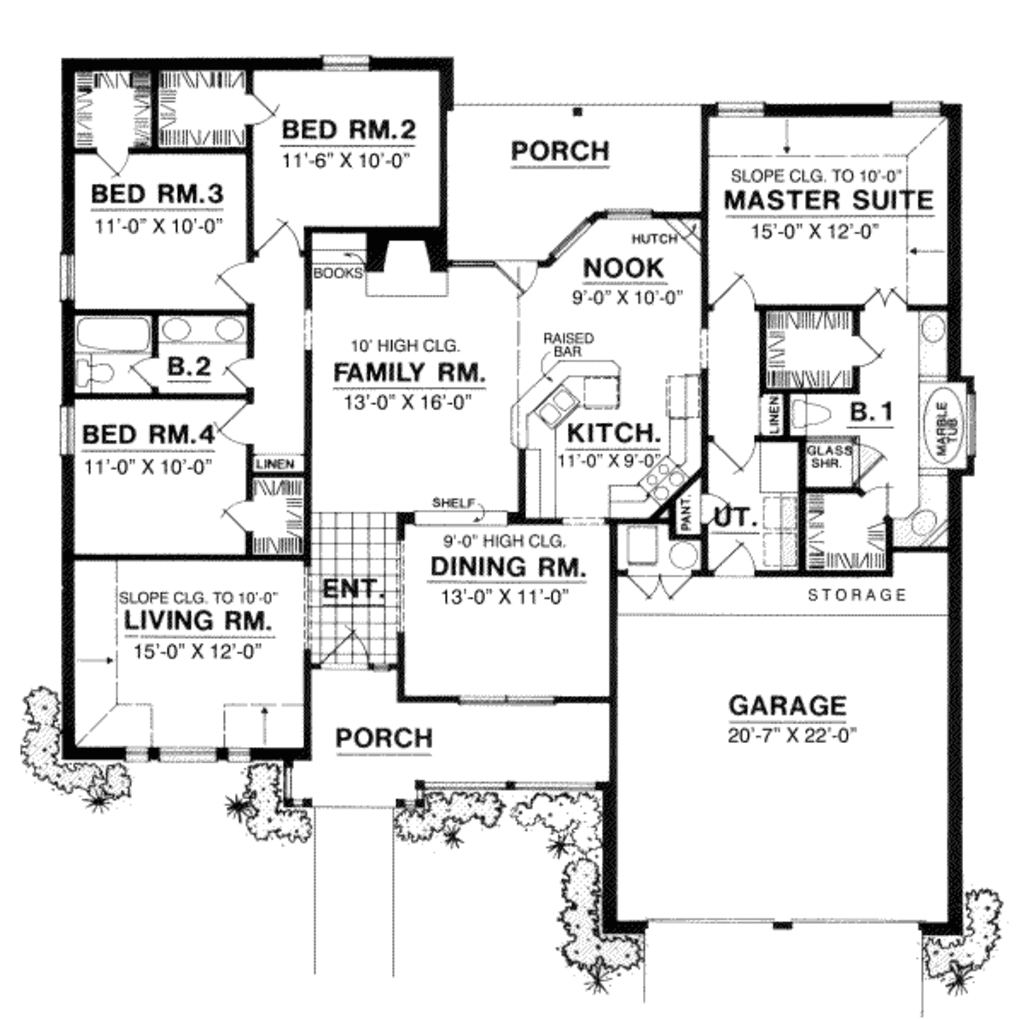 BED RM.2
11'-6" X 10'-0"
PORCH
SLOPE CLG. TO 10'-0"
MASTER SUITE
15'-0" X 12'-0"
BED RM.3
11'-0" X 10'-0"
HUTCH
BOOKS
NOOK
9'-0" X 10'-0"
RAISED
BAR
10' HIGH CLG.
FAMILY RM.
13'-0" X 16'-0"
B.2
LINEN
B.1
MARBLE
TUB
BED RM.4
11'-0" X 10'-0"
LINEN
KITCH.
11'-0" X 9'-0"
GLASS
SHR.
SHELF
PANT.
UT.
9'-0" HIGH CLG.
DINING RM.
13'-0" X 11'-0"
ENT.
SLOPE CLG. TO 10'-0"
LIVING RM.
15'-0" X 12'-0"
STORAGE
GARAGE
20'-7" X 22'-0"
PORCH